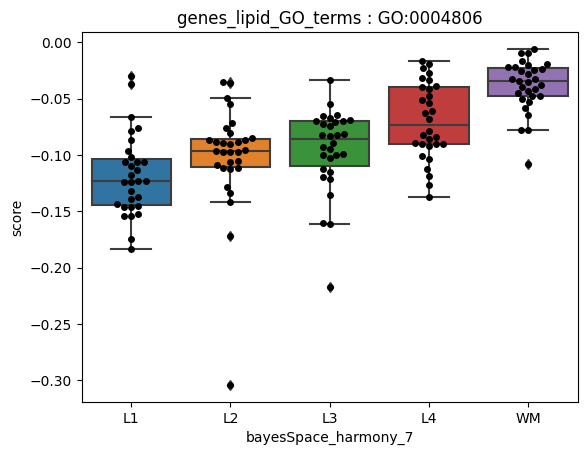 genes_lipid_GO_terms : GO:0004806
score
0.00
−0.05
−0.10
−0.15
−0.20
−0.25
−0.30
L1 L2 L3 L4 WM
bayesSpace_harmony_7